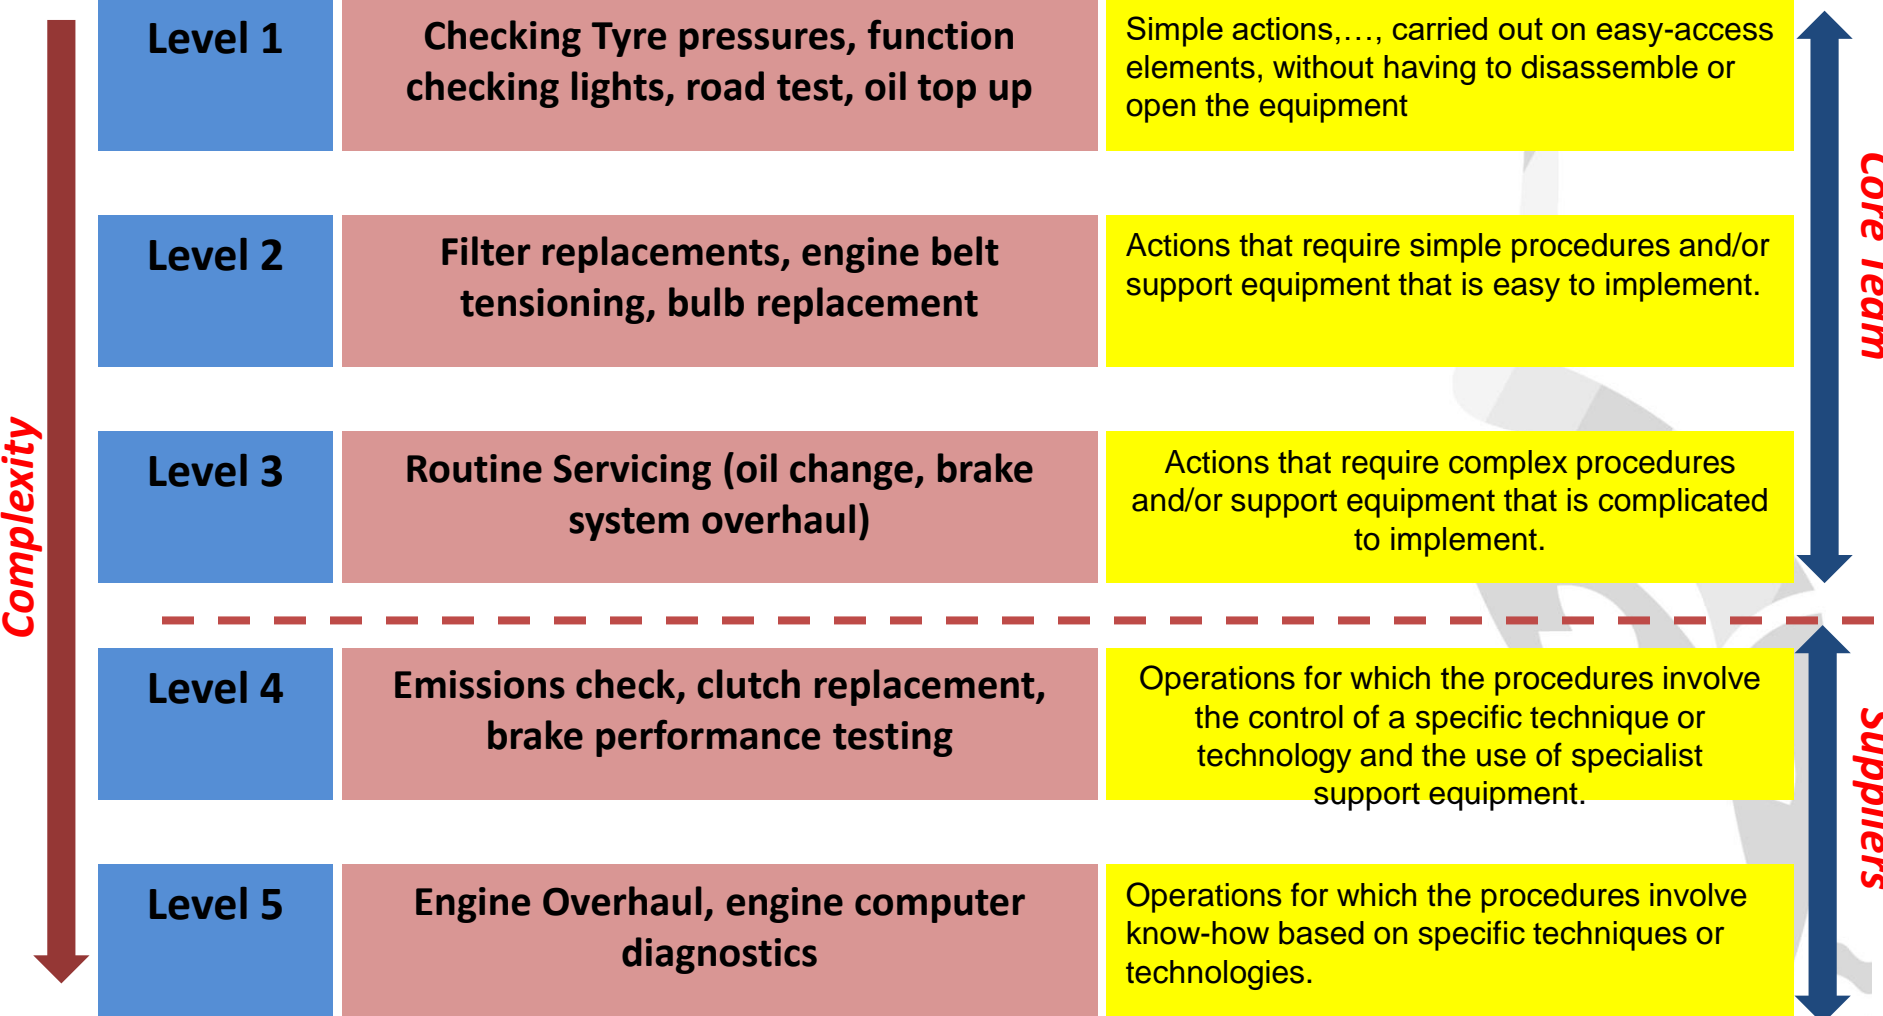 Level 1
Checking Tyre pressures, function
checking lights, road test, oil top up
Simple actions,…, carried out on easy-access
elements, without having to disassemble or
open the equipment
Level 2
Filter replacements, engine belt
tensioning, bulb replacement
Actions that require simple procedures and/or
support equipment that is easy to implement.
Core Team
Complexity
Level 3
Routine Servicing (oil change, brake
system overhaul)
Actions that require complex procedures
and/or support equipment that is complicated
to implement.
Level 4
Emissions check, clutch replacement,
brake performance testing
Operations for which the procedures involve
the control of a specific technique or
technology and the use of specialist
support equipment.
Suppliers
Level 5
Engine Overhaul, engine computer
diagnostics
Operations for which the procedures involve
know-how based on specific techniques or
technologies.